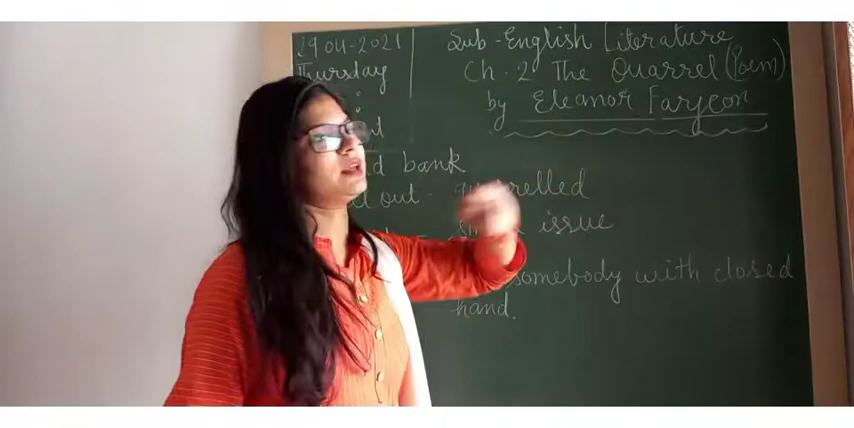 29-04-2021
Thursday
Sub-English Literature
Ch. 2 The Quarrel (Poem)
by Eleanor Farjeon
bank
out - quarrelled
issue
somebody with closed
hand.